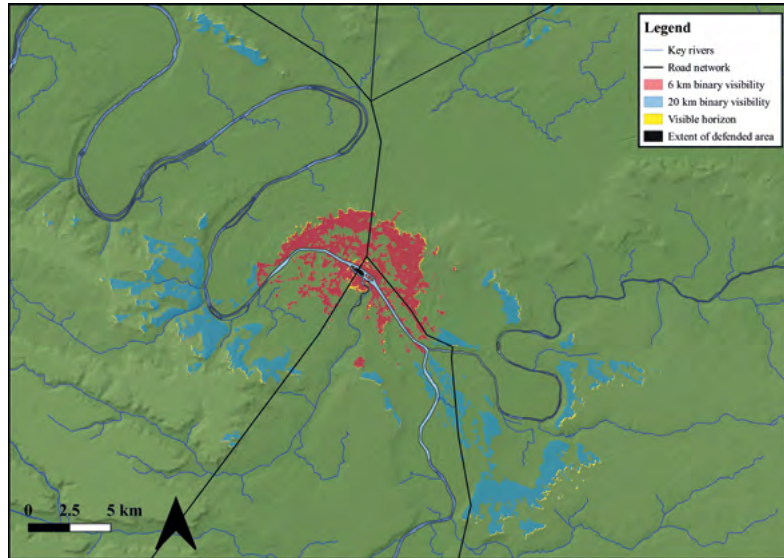 Legend
Key rivers
Road network
6 km binary visibility
20 km binary visibility
Visible horizon
Extent of defended area
0 2.5 5 km